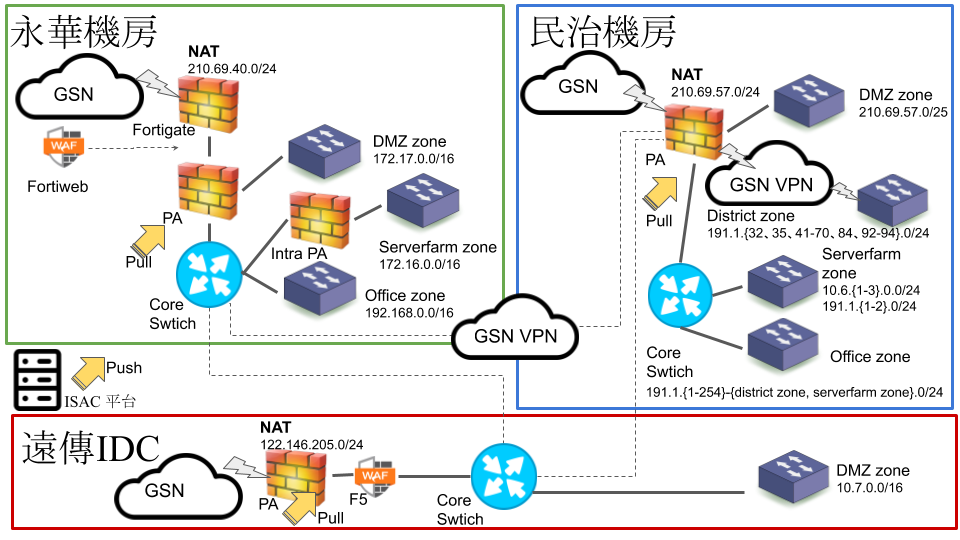 永華機房
NAT
210.69.40.0/24
GSN
WAF
Fortigate
Fortiweb
DMZ zone
172.17.0.0/16
PA
Pull
Intra PA
Serverfarm zone
172.16.0.0/16
Core
Swtich
Office zone
192.168.0.0/16
GSN VPN
民治機房
GSN
NAT
210.69.57.0/24
DMZ zone
210.69.57.0/25
PA
Pull
GSN VPN
District zone
191.1.{32、35、41-70、84、92-94}.0/24
Serverfarm
zone
10.6.{1-3}.0.0/24
191.1.{1-2}.0/24
Core
Swtich
Office zone
191.1.{1-254}-{district zone, serverfarm zone}.0/24
Push
ISAC 平台
遠傳IDC
NAT
122.146.205.0/24
GSN
PA
Pull
WAF
F5
Core
Swtich
DMZ zone
10.7.0.0/16